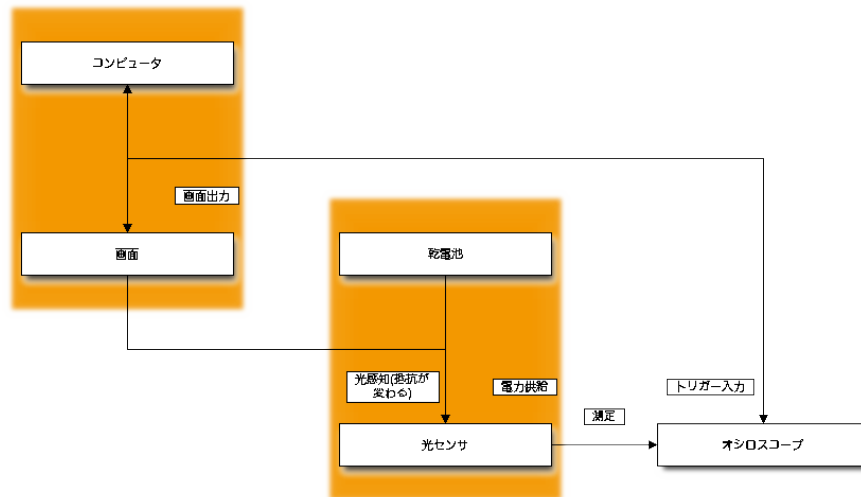 コンピュータ
画面出力
画面
乾電池
光感知(抵抗が
変わる)
電力供給
トリガー入力
測定
光センサ
オシロスコープ